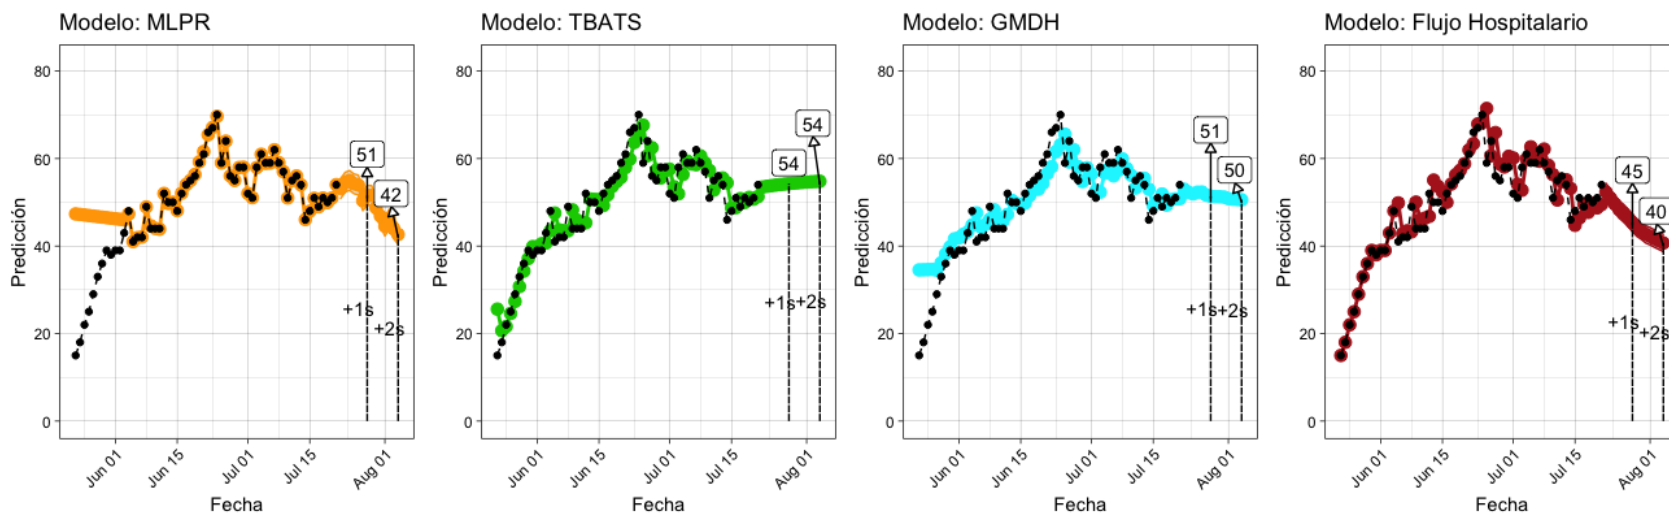 Modelo: MLPR
80
60
40
20
0
Predicción
51
42
+1s
+2s
Jun 01
Jun 15
Jul 01
Jul 15
Aug 01
Fecha
Modelo: TBATS
80
60
40
20
0
Predicción
54
54
+1s
+2s
Jun 01
Jun 15
Jul 01
Jul 15
Aug 01
Fecha
Modelo: GMDH
80
60
40
20
0
Predicción
51
50
+1s
+2s
Jun 01
Jun 15
Jul 01
Jul 15
Aug 01
Fecha
Modelo: Flujo Hospitalario
80
60
40
20
0
Predicción
45
40
+1s
+2s
Jun 01
Jun 15
Jul 01
Jul 15
Aug 01
Fecha